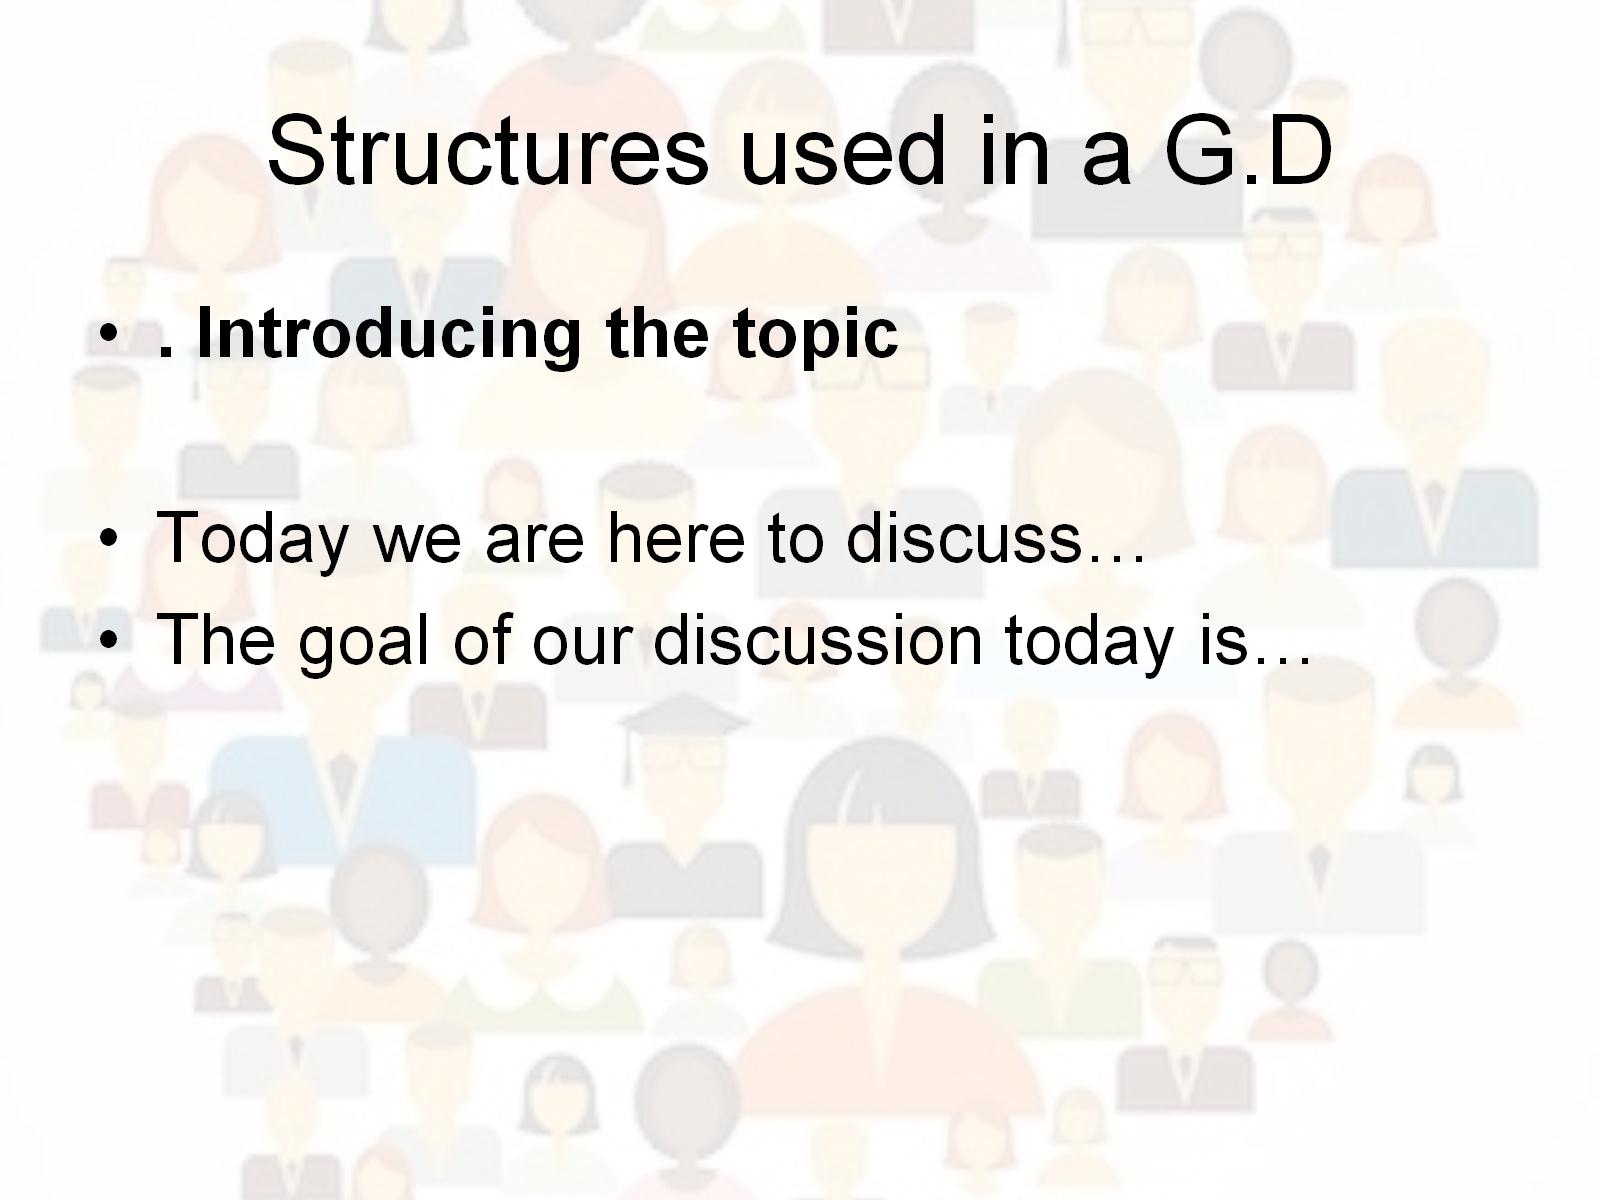 Structures used in a G.D
• . Introducing the topic
• Today we are here to discuss…
• The goal of our discussion today is…